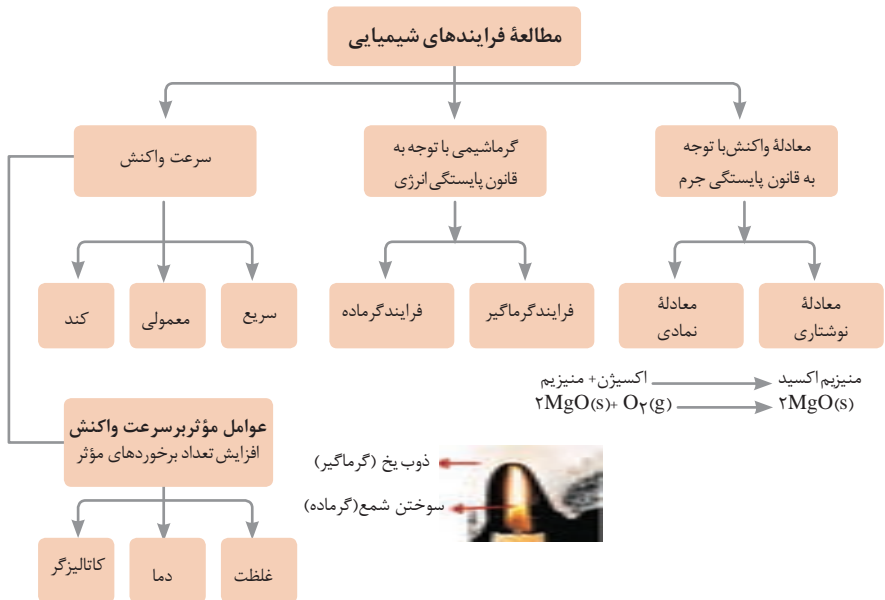 مطالعهٔ فرایندهای شیمیایی
معادلهٔ واکنش با توجه
به قانون پایستگی جرم
گرماشیمی با توجه به
قانون پایستگی انرژی
سرعت واکنش
معادلهٔ
نوشتاری
معادلهٔ
نمادی
فرایند گرماگیر
فرایند گرماده
سریع
معمولی
کند
منیزیم اکسید ⟵ اکسیژن + منیزیم
۲MgO(s)+ O۲(g) ⟶ ۲MgO(s)
عوامل مؤثر بر سرعت واکنش
افزایش تعداد برخوردهای مؤثر
غلظت
دما
کاتالیزگر
ذوب یخ (گرماگیر)
سوختن شمع(گرماده)